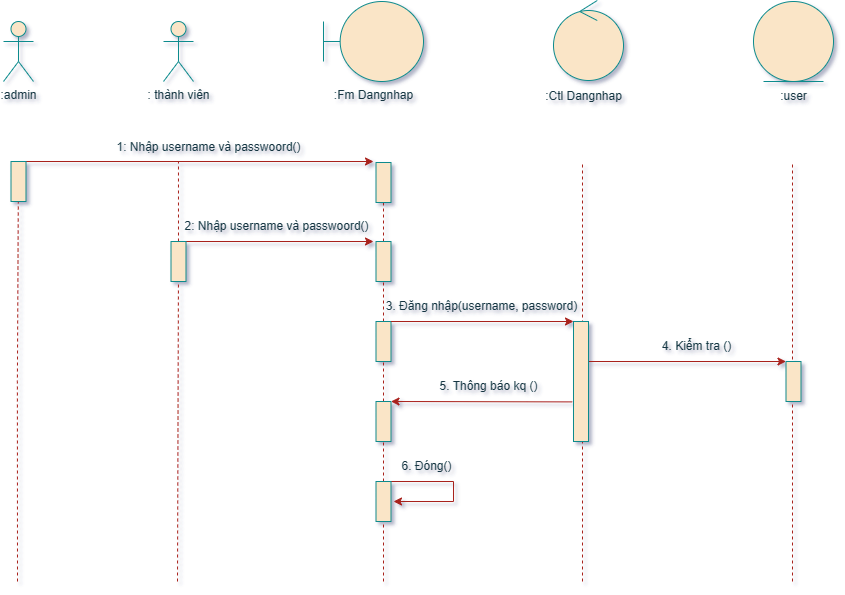 :admin
: thành viên
:Fm Dangnhap
:Ctl Dangnhap
:user
1: Nhập username và passwoord()
2: Nhập username và passwoord()
3. Đăng nhập(username, password)
4. Kiểm tra ()
5. Thông báo kq ()
6. Đóng()